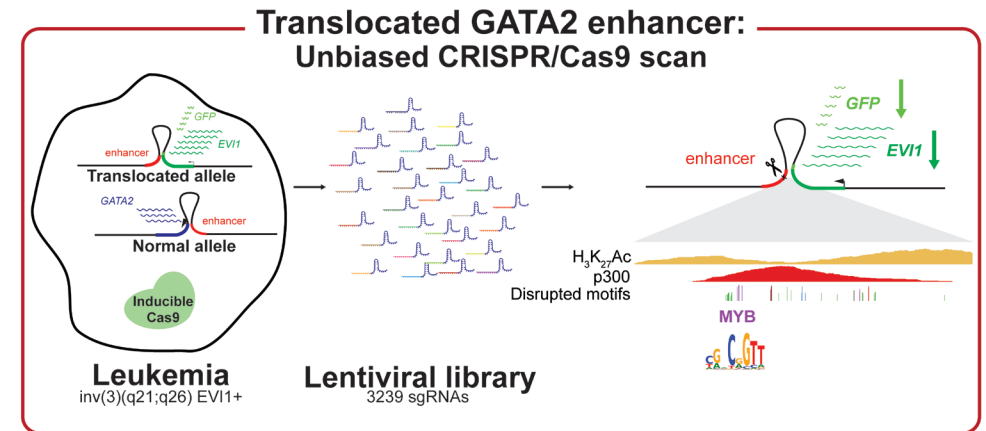 Translocated GATA2 enhancer:
Unbiased CRISPR/Cas9 scan
GFP
EVI1
enhancer
Translocated allele
GATA2
enhancer
Normal allele
Inducible
Cas9
Leukemia
inv(3)(q21;q26) EVI1+
Lentiviral library
3239 sgRNAs
GFP
EVI1
enhancer
H3K27Ac
p300
Disrupted motifs
MYB